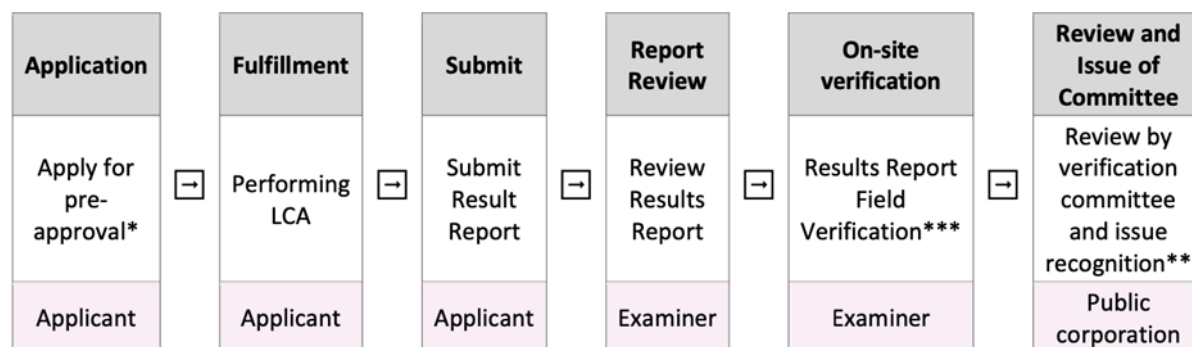 Application
Fulfillment
Submit
Report
Review
On-site
verification
Review and
Issue of
Committee
Apply for
pre-
approval*
→
Performing
LCA
→
Submit
Result
Report
→
Review
Results
Report
→
Results Report
Field
Verification***
→
Review by
verification
committee
and issue
recognition**
Applicant
Applicant
Applicant
Examiner
Examiner
Public
corporation